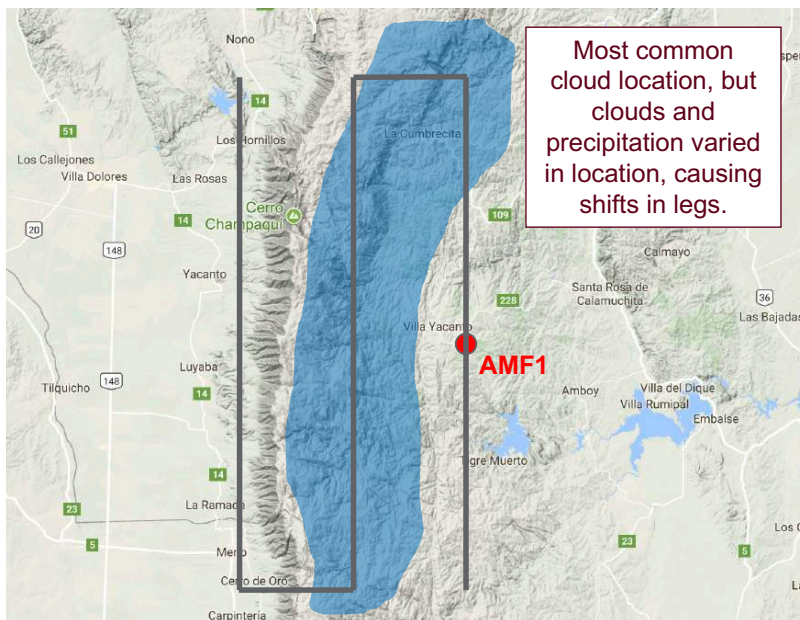 Nono
Most common
cloud location, but
clouds and
precipitation varied
in location, causing
shifts in legs.
14
La Cumbrecita
51
Los Hornillos
Los Callejones
Villa Dolores
Las Rosas
Cerro
Champaquí
14
109
20
148
Calmayo
Yacanto
Santa Rosa de
Calamuchita
36
228
Las Bajadas
Villa Yacanto
AMF1
Luyaba
148
Tilquicho
14
Amboy
Villa del Dique
Villa Rumipal
Embalse
Tigre Muerto
14
La Ramada
23
5
Merlo
23
5
Los C
Cerro de Oro
La
Carpintería